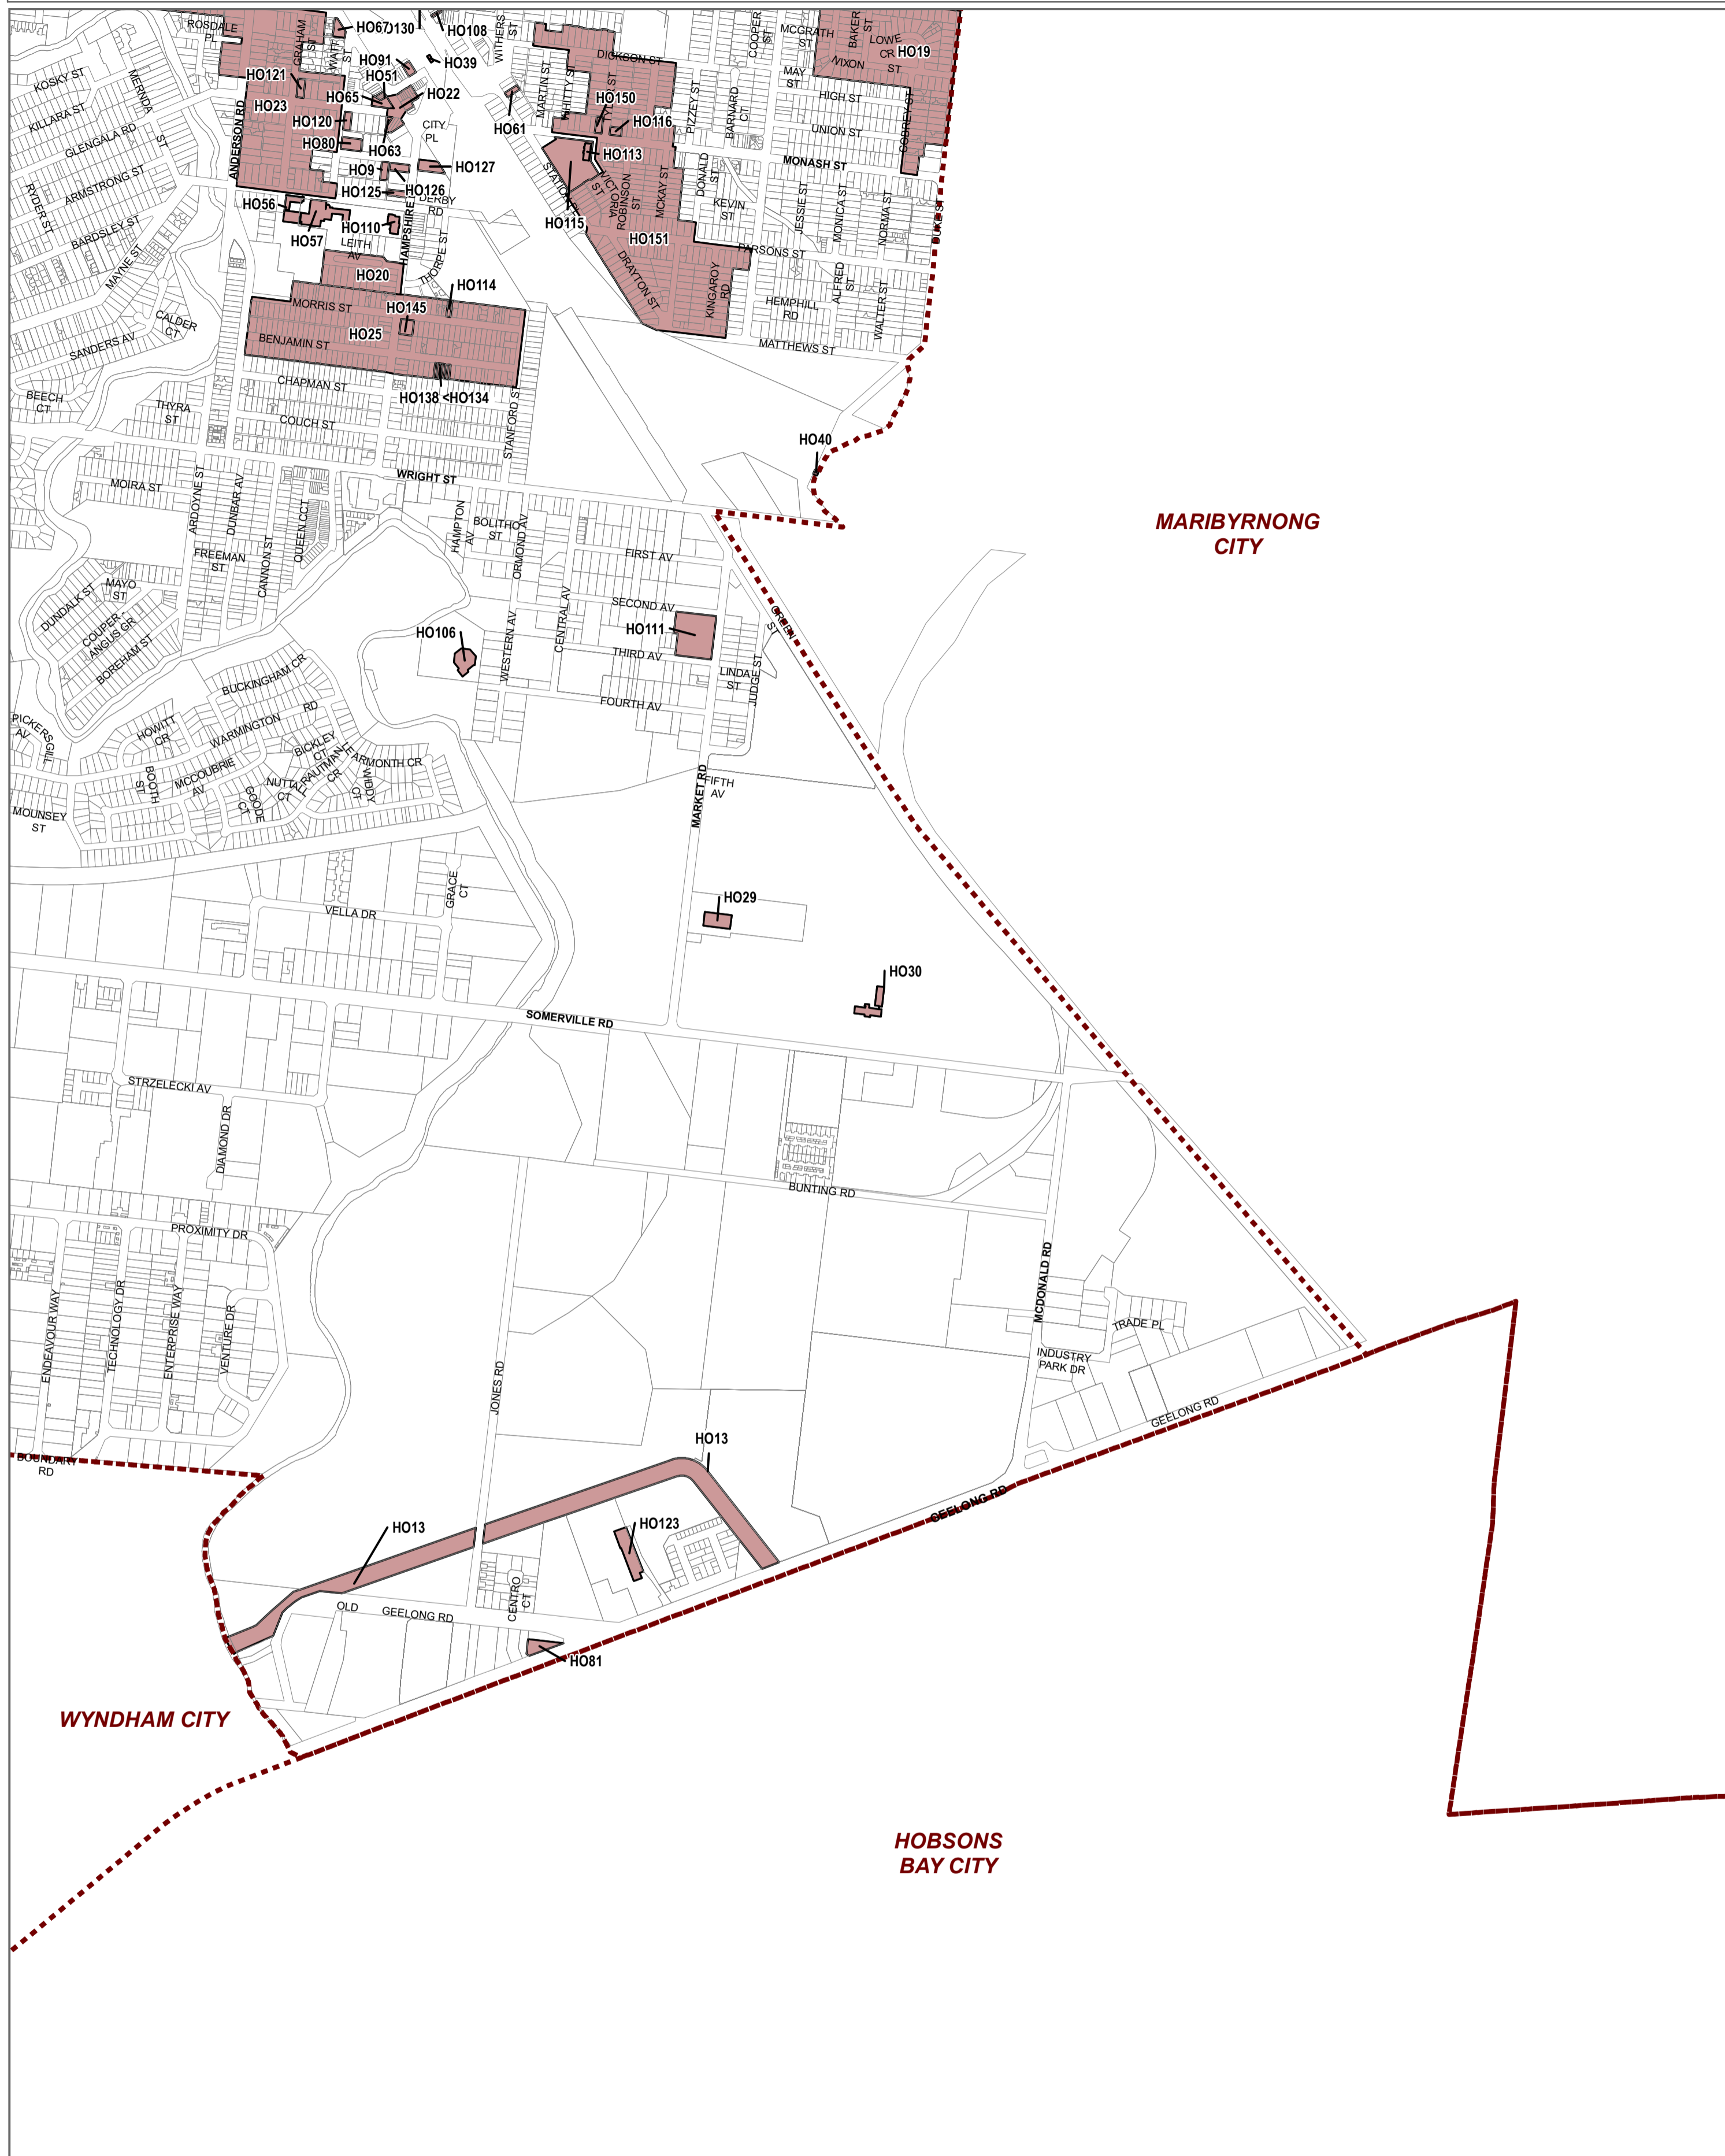 ROSDALE
PL
GRAHAM
ST
WATT
ST
HO67
HO108
WITHERS
ST
COOPER
ST
MCGRATH
ST
BAKER
ST
LOWE
CR
HO19
KOSKY ST
MERNDA
ST
HO91
HO39
DICKSON ST
NIXON
ST
HO121
HO51
MARTIN ST
WHITTY ST
MAY
ST
KILLARA ST
HO23
HO65
HO22
HO150
PIZZEY ST
BARNARD
CT
HIGH ST
COBREY ST
ANDERSON RD
HO120
CITY
PL
HO61
HO116
UNION ST
GLENGALA RD
HO80
HO63
HO113
MONASH ST
RYDER ST
ARMSTRONG ST
HO9
HO127
STATION
VICTORIA
ST
ROBINSON
ST
MCKAY ST
DONALD
ST
HO125
HO126
DERBY
RD
HO56
KEVIN
ST
JESSIE ST
MONICA ST
NORMA ST
DUKE ST
BARDSLEY ST
HO57
HO110
HAMPSHIRE
HO115
HO151
MAYNE ST
LEITH
AV
THORPE ST
PARSONS ST
HO20
DRAYTON ST
KINGAROY
RD
ALFRED
ST
MORRIS ST
HO145
HO114
HEMPHILL
RD
WALTER ST
CALDER
CT
HO25
SANDERS AV
BENJAMIN ST
MATTHEWS ST
CHAPMAN ST
BEECH
CT
THYRA
ST
HO138 <HO134
COUCH ST
STANFORD ST
HO40
MOIRA ST
WRIGHT ST
ARDOYNE ST
DUNBAR AV
CANNON ST
QUEEN CCT
HAMPTON
AV
BOLITHO
ST
ORMOND AV
MARIBYRNONG
CITY
FREEMAN
ST
FIRST AV
MAYO
ST
DUNDALK ST
COUPER
ANGUS GR
BOREHAM ST
CENTRAL AV
SECOND AV
GREEN
ST
HO106
HO111
WESTERN AV
THIRD AV
LINDA
ST
JUDGE ST
BUCKINGHAM CR
FOURTH AV
PICKERSGILL
AV
HOWITT
CR
WARMINGTON
RD
BICKLEY
CT
LEARMONTH CR
BOOTH
ST
MCCOUBRIE
AV
NUTTALL
CT
RAUTMAN
CR
WIDDY
CT
GOODE
CT
MARKET RD
FIFTH
AV
MOUNSEY
ST
GRACE
CT
VELLA DR
HO29
HO30
SOMERVILLE RD
STRZELECKI AV
DIAMOND DR
BUNTING RD
PROXIMITY DR
ENDEAVOUR WAY
TECHNOLOGY DR
ENTERPRISE WAY
VENTURE DR
MCDONALD RD
TRADE PL
INDUSTRY
PARK DR
JONES RD
GEELONG RD
HO13
BOUNDARY
RD
GEELONG RD
HO13
HO123
CENTRO
CT
OLD
GEELONG RD
HO81
WYNDHAM CITY
HOBSONS
BAY CITY